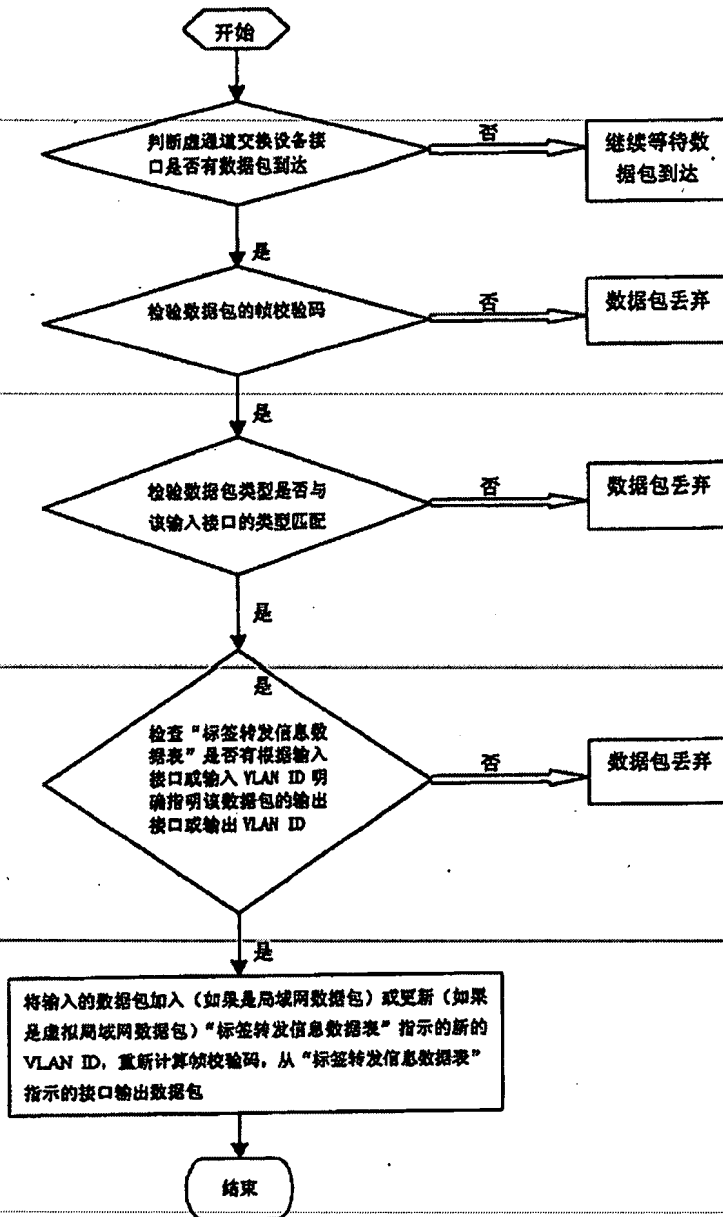 开始
判断虚通道交换设备接
口是否有数据包到达
否
继续等待数
据包到达
是
检验数据包的帧校验码
否
数据包丢弃
是
检验数据包类型是否与
该输入接口的类型匹配
否
数据包丢弃
是
是
检查“标签转发信息数
据表”是否有根据输入
接口或输入 VLAN ID 明
确指明该数据包的输出
接口或输出 VLAN ID
否
数据包丢弃
是
将输入的数据包加入（如果是局域网数据包）或更新（如果
是虚拟局域网数据包）“标签转发信息数据表”指示的新的
VLAN ID，重新计算帧校验码，从“标签转发信息数据表”
指示的接口输出数据包
结束